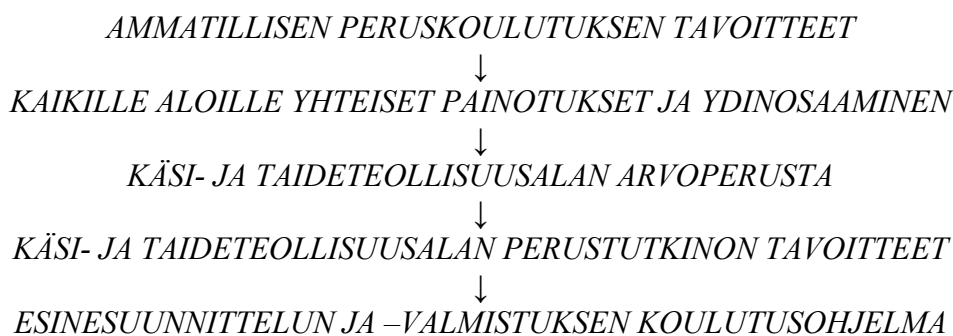 AMMATILLISEN PERUSKOULUTUKSEN TAVOITTEET
↓
KAIKILLE ALOILLE YHTEISET PAINOTUKSET JA YDINOSAAMINEN
↓
KÄSI- JA TAIDETEOLLISUUSALAN ARVOPERUSTA
↓
KÄSI- JA TAIDETEOLLISUUSALAN PERUSTUTKINON TAVOITTEET
↓
ESINESUUNNITTELUN JA –VALMISTUKSEN KOULUTUSOHJELMA